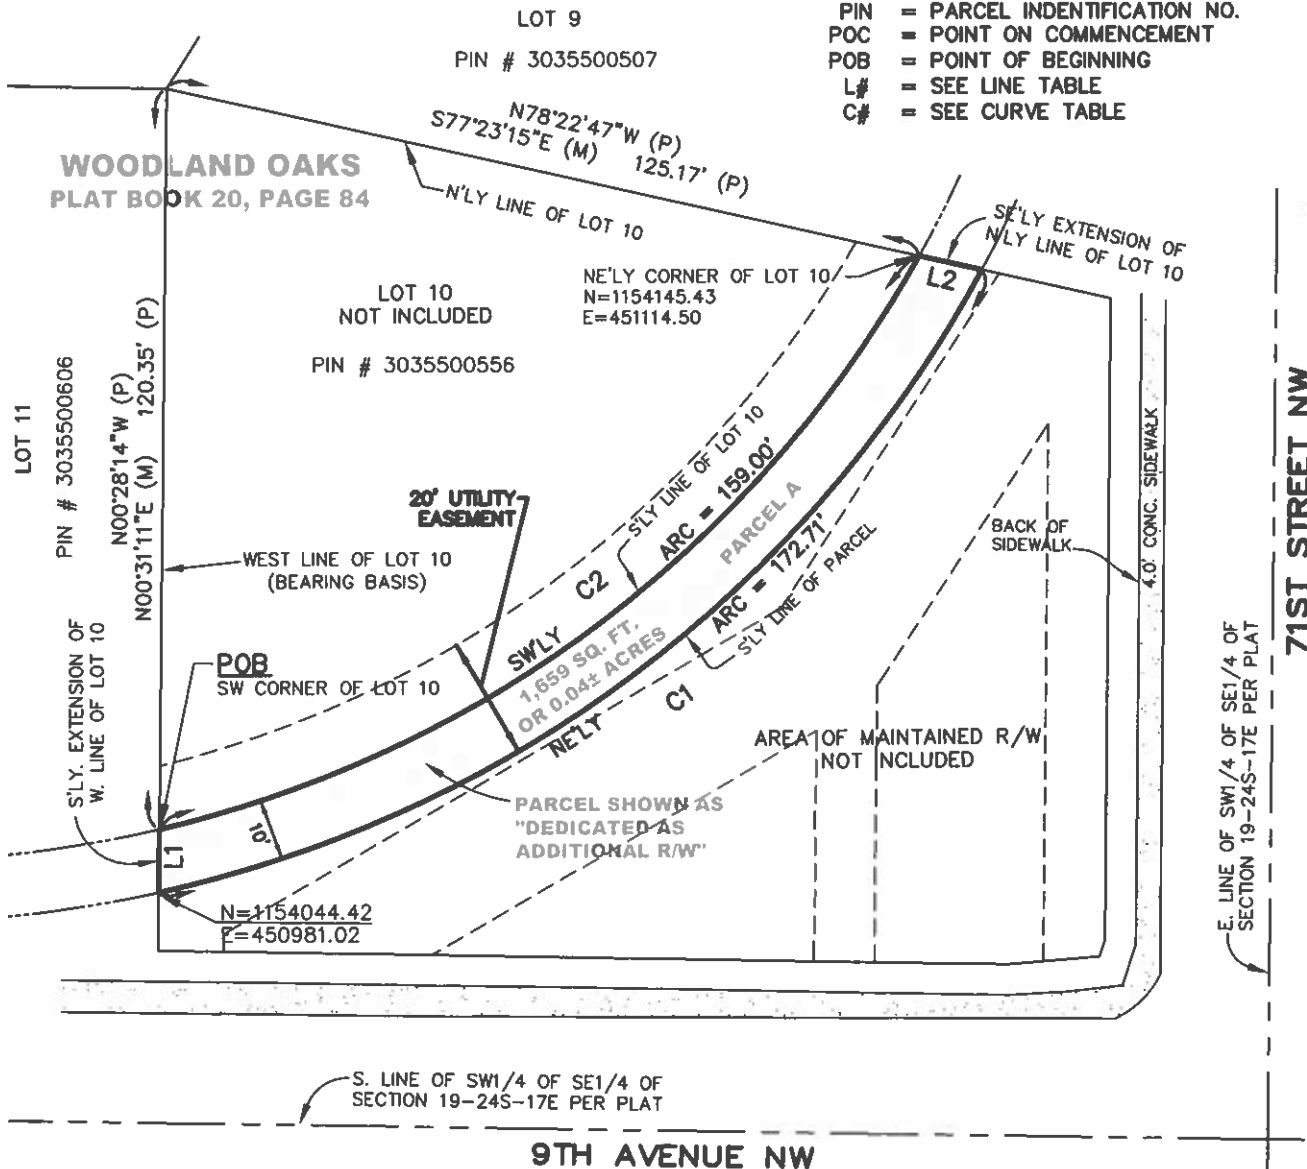 LOT 9
PIN # 3035500507
PIN = PARCEL INDENTIFICATION NO.
POC = POINT ON COMMENCEMENT
POB = POINT OF BEGINNING
L# = SEE LINE TABLE
C# = SEE CURVE TABLE
N78°22'47"W (P)
S77°23'15"E (M) 125.17' (P)
WOODLAND OAKS
PLAT BOOK 20, PAGE 84
N'LY LINE OF LOT 10
SE'LY EXTENSION OF
N'LY LINE OF LOT 10
NE'LY CORNER OF LOT 10
N=1154145.43
E=451114.50
L2
LOT 10
NOT INCLUDED
PIN # 3035500556
LOT 11
PIN # 3035500606
N00°28'14"W (P)
N00°31'11"E (M) 120.35' (P)
71ST STREET NW
4.0' CONC. SIDEWALK
S'LY LINE OF LOT 10
ARC = 159.00'
PARCEL A
20' UTILITY
EASEMENT
BACK OF
SIDEWALK
WEST LINE OF LOT 10
(BEARING BASIS)
C2
ARC = 172.71'
S'LY LINE OF PARCEL
SW'LY
1,659 SQ. FT.
OR 0.04± ACRES
NE'LY
C1
S'LY. EXTENSION OF
W. LINE OF LOT 10
POB
SW CORNER OF LOT 10
AREA OF MAINTAINED R/W
NOT INCLUDED
E. LINE OF SW1/4 OF SE1/4 OF
SECTION 19-24S-17E PER PLAT
PARCEL SHOWN AS
"DEDICATED AS
ADDITIONAL R/W"
10'
L1
N=1154044.42
E=450981.02
S. LINE OF SW1/4 OF SE1/4 OF
SECTION 19-24S-17E PER PLAT
9TH AVENUE NW